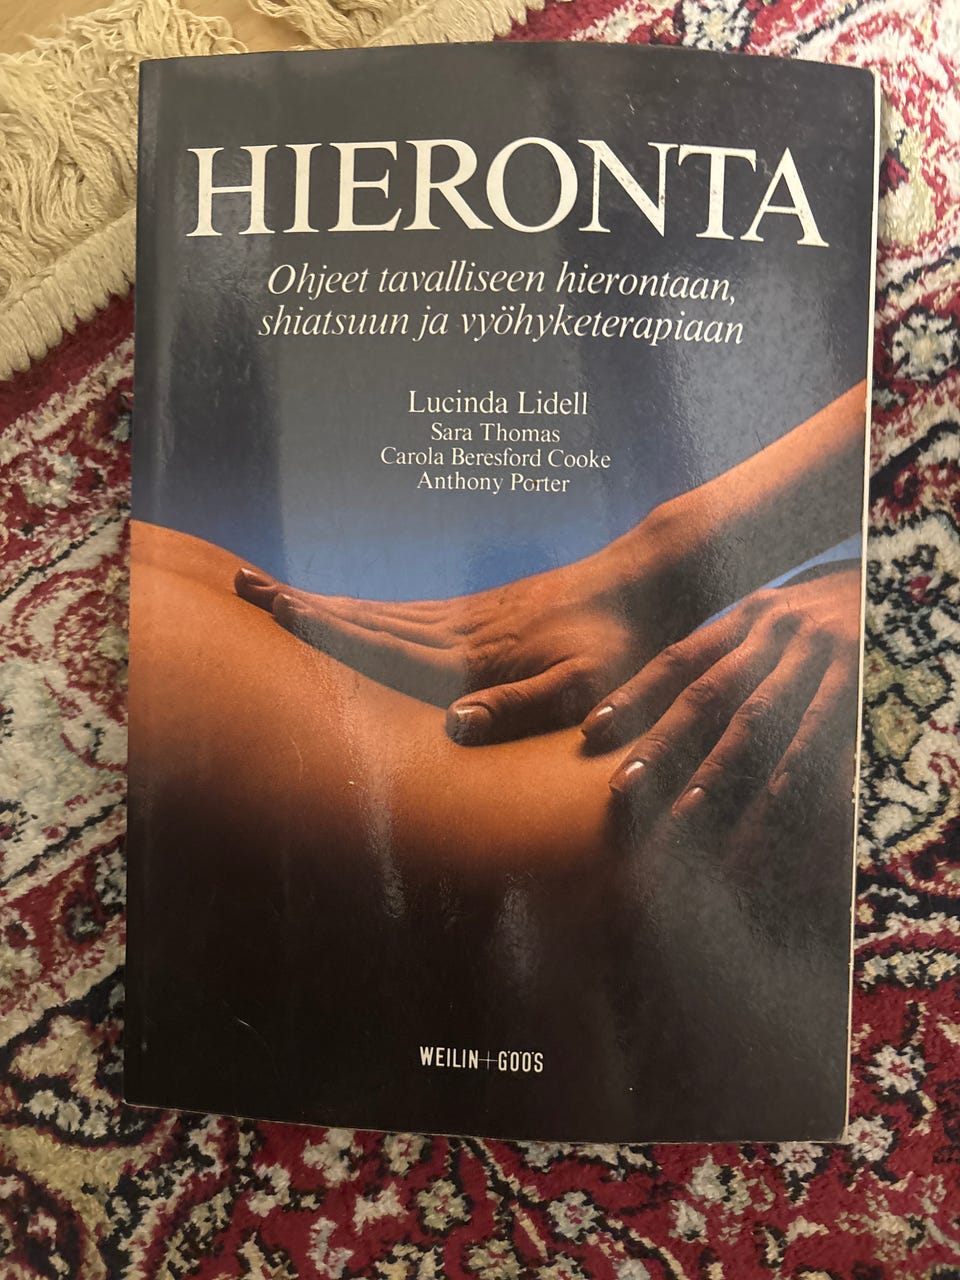 HIERONTA
Ohjeet tavalliseen hierontaan,
shiatsuun ja vyöhyketerapiaan
Lucinda Lidell
Sara Thomas
Carola Beresford Cooke
Anthony Porter
WEILIN+GÖÖS